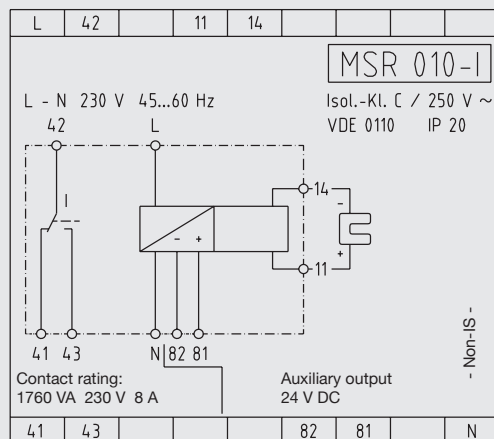 L 42 11 14
MSR 010-I
L - N 230 V 45...60 Hz
Isol.-Kl. C / 250 V ~
VDE 0110 IP 20
42 L
I
14
-
- +
+
11
41 43 N 82 81
- Non-IS -
Contact rating:
1760 VA 230 V 8 A
Auxiliary output
24 V DC
41 43 82 81 N